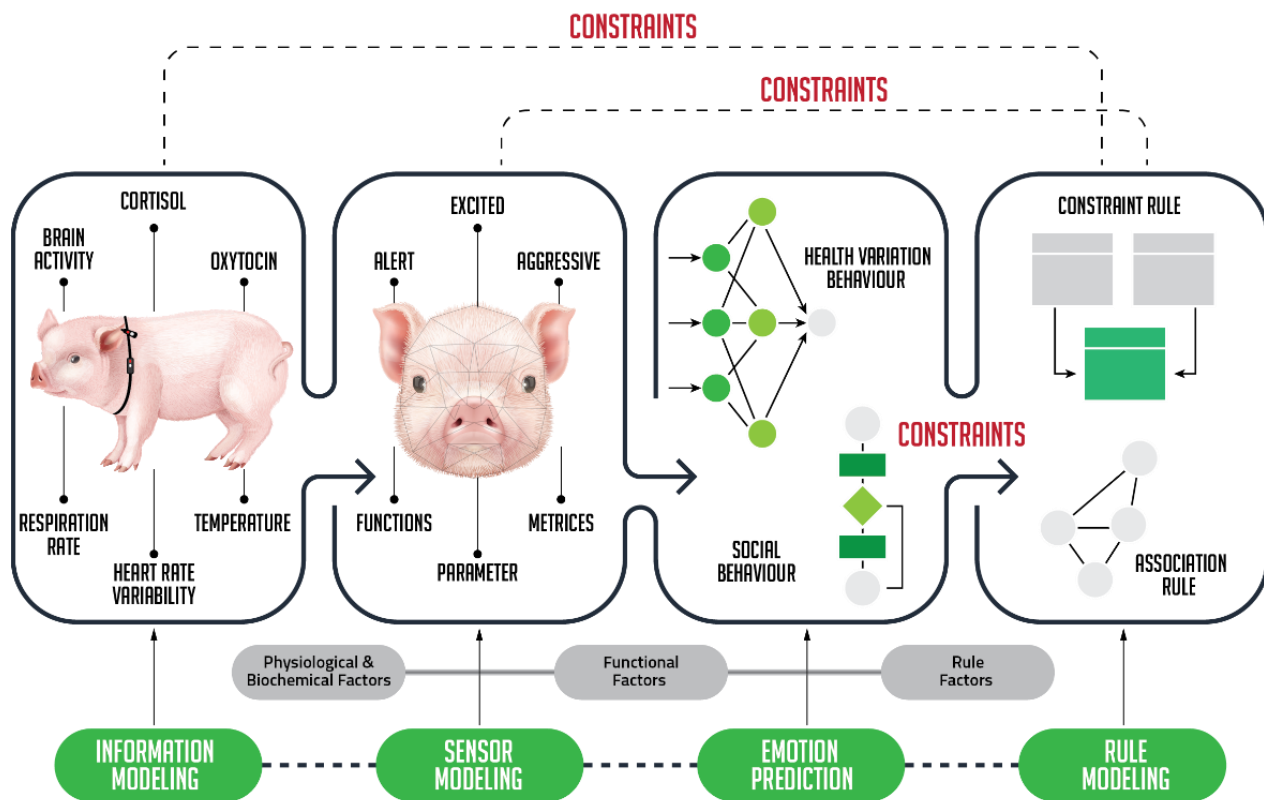 CONSTRAINTS
CONSTRAINTS
CORTISOL
BRAIN
ACTIVITY
OXYTOCIN
RESPIRATION
RATE
TEMPERATURE
HEART RATE
VARIABILITY
EXCITED
ALERT
AGGRESSIVE
FUNCTIONS
METRICES
PARAMETER
HEALTH VARIATION
BEHAVIOUR
CONSTRAINTS
SOCIAL
BEHAVIOUR
CONSTRAINT RULE
ASSOCIATION
RULE
Physiological &
Biochemical Factors
Functional
Factors
Rule
Factors
INFORMATION
MODELING
SENSOR
MODELING
EMOTION
PREDICTION
RULE
MODELING